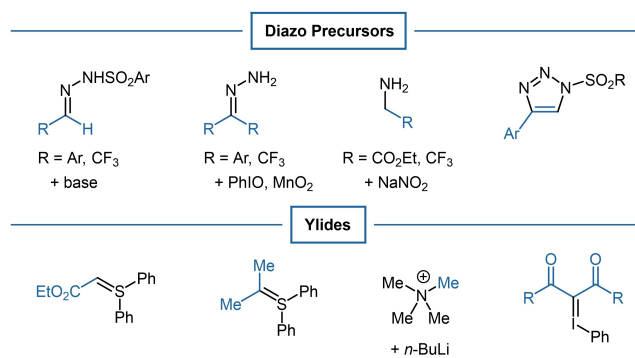 Diazo Precursors
N NHSO₂Ar
R H
R = Ar, CF₃
+ base
N NH₂
R R
R = Ar, CF₃
+ PhIO, MnO₂
NH₂
R
R = CO₂Et, CF₃
+ NaNO₂
N N N SO₂R
Ar
Ylides
EtO₂C S Ph
Ph
Me
Me S Ph
Ph
Me N + Me
Me Me
+ n-BuLi
O O
R R
I Ph